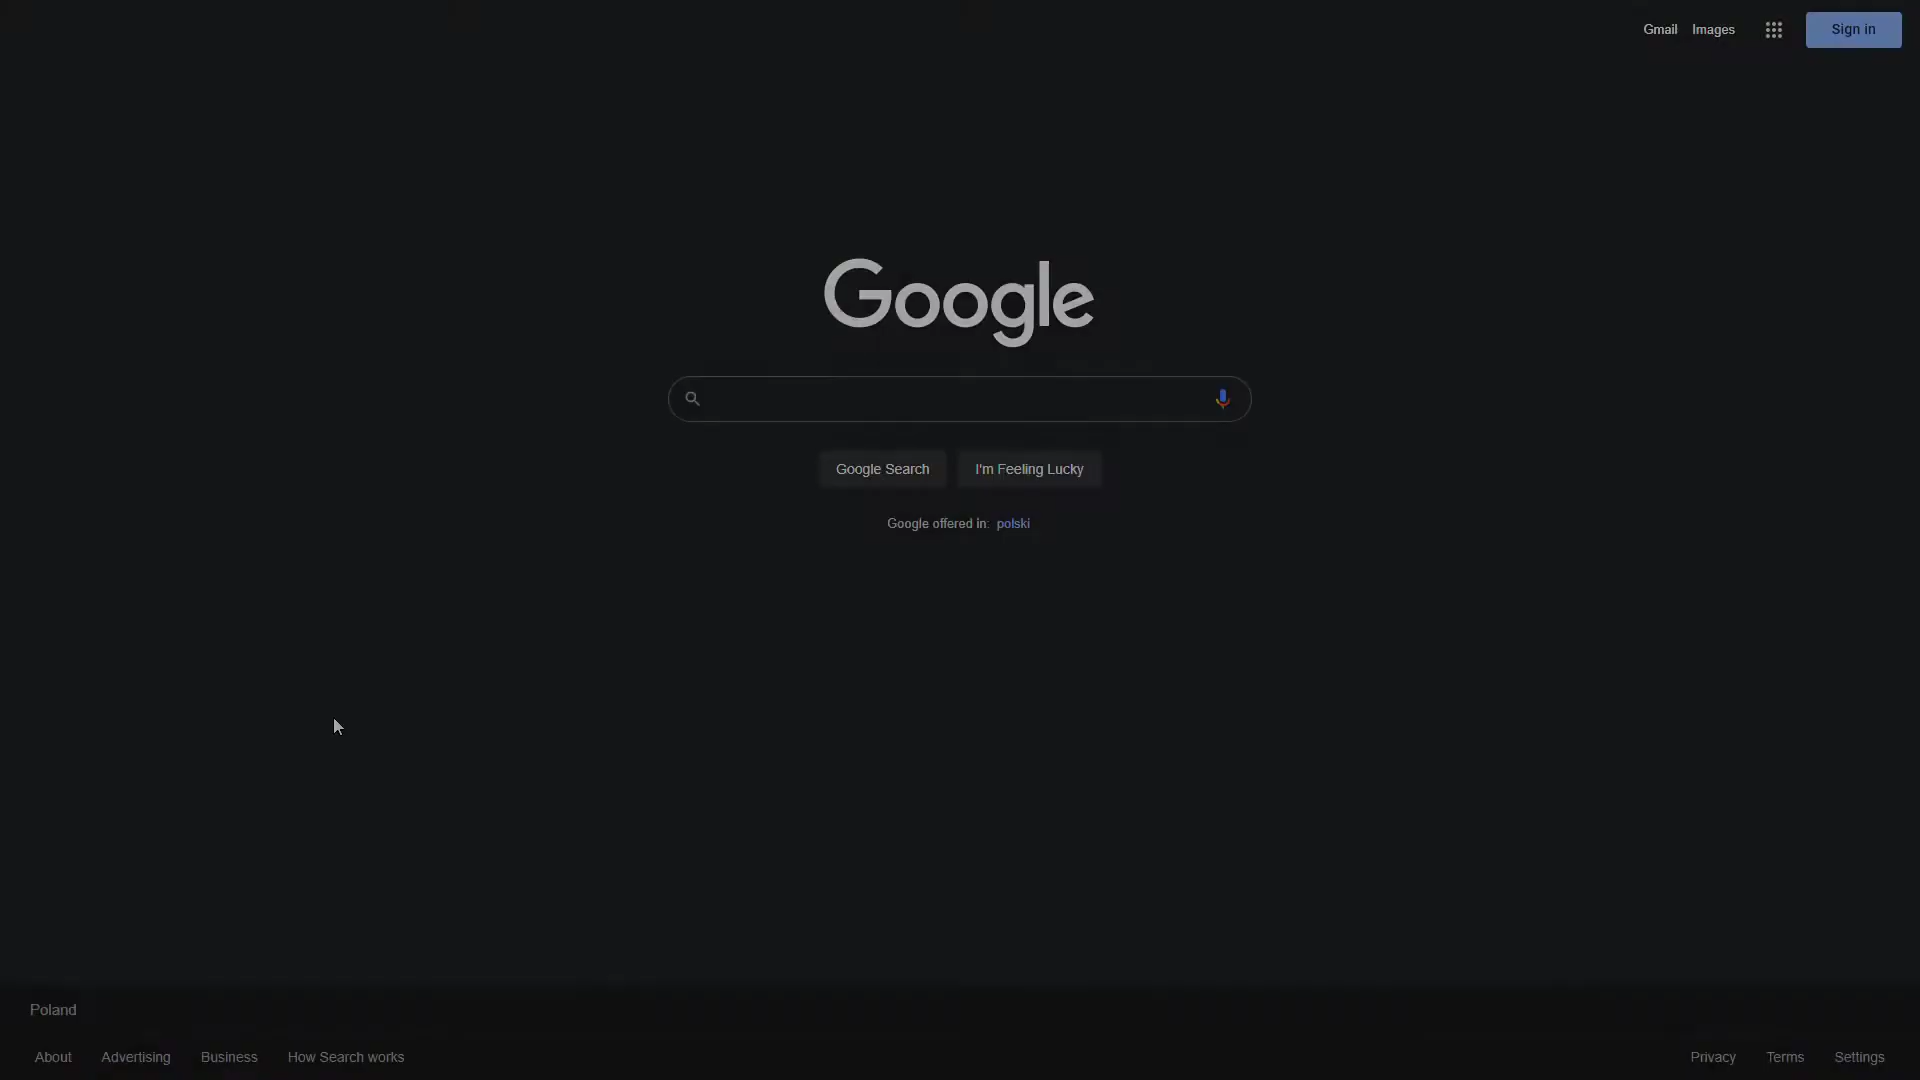 Gmail Images Sign in
Google
Google Search I'm Feeling Lucky
Google offered in: polski
Poland
About Advertising Business How Search works Privacy Terms Settings